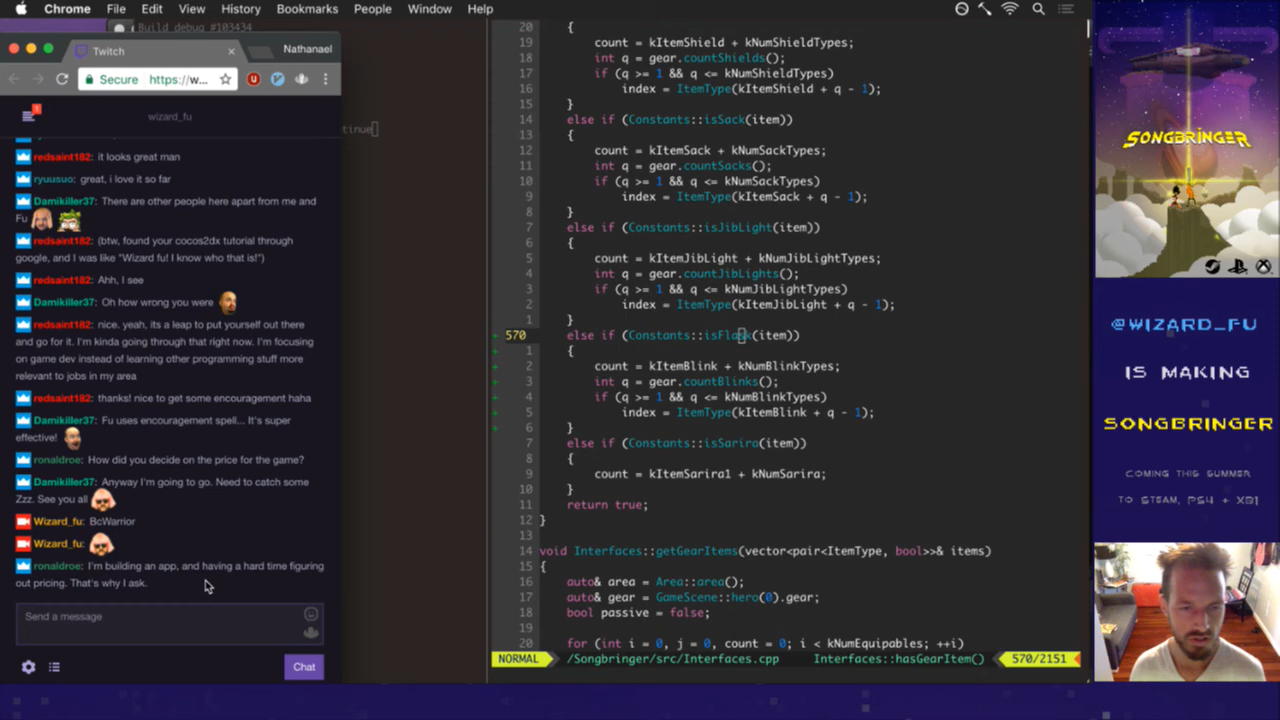 Chrome File Edit View History Bookmarks People Window Help
Build debug #103434
Twitch
Nathanael
Secure https://w...
1
wizard_fu
tinue]
redsaint182: it looks great man
ryuusuo: great, i love it so far
Damikiller37: There are other people here apart from me and
Fu
redsaint182: (btw, found your cocos2dx tutorial through
google, and I was like "Wizard fu! I know who that is!")
redsaint182: Ahh, I see
Damikiller37: Oh how wrong you were
redsaint182: nice. yeah, its a leap to put yourself out there
and go for it. I'm kinda going through that right now. I'm focusing
on game dev instead of learning other programming stuff more
relevant to jobs in my area
redsaint182: thanks! nice to get some encouragement haha
Damikiller37: Fu uses encouragement spell... It's super
effective!
ronaldroe: How did you decide on the price for the game?
Damikiller37: Anyway I'm going to go. Need to catch some
Zzz. See you all
Wizard_fu: BcWarrior
Wizard_fu:
ronaldroe: I'm building an app, and having a hard time figuring
out pricing. That's why I ask.
Send a message
Chat
20 {
19 count = kItemShield + kNumShieldTypes;
18 int q = gear.countShields();
17 if (q >= 1 && q <= kNumShieldTypes)
16 index = ItemType(kItemShield + q - 1);
15 }
14 else if (Constants::isSack(item))
13 {
12 count = kItemSack + kNumSackTypes;
11 int q = gear.countSacks();
10 if (q >= 1 && q <= kNumSackTypes)
9 index = ItemType(kItemSack + q - 1);
8 }
7 else if (Constants::isJibLight(item))
6 {
5 count = kItemJibLight + kNumJibLightTypes;
4 int q = gear.countJibLights();
3 if (q >= 1 && q <= kNumJibLightTypes)
2 index = ItemType(kItemJibLight + q - 1);
1 }
+ 570 else if (Constants::isFlask(item))
+ 1 {
+ 2 count = kItemBlink + kNumBlinkTypes;
+ 3 int q = gear.countBlinks();
+ 4 if (q >= 1 && q <= kNumBlinkTypes)
+ 5 index = ItemType(kItemBlink + q - 1);
+ 6 }
7 else if (Constants::isSarira(item))
8 {
9 count = kItemSarira1 + kNumSarira;
10 }
11 return true;
12 }
13
14 void Interfaces::getGearItems(vector<pair<ItemType, bool>>& items)
15 {
16 auto& area = Area::area();
17 auto& gear = GameScene::hero(0).gear;
18 bool passive = false;
19
20 for (int i = 0, j = 0, count = 0; i < kNumEquipables; ++i)
NORMAL /Songbringer/src/Interfaces.cpp Interfaces::hasGearItem() 570/2151
SONGBRINGER
@WIZARD_FU
IS MAKING
SONGBRINGER
COMING THIS SUMMER
TO STEAM, PS4 + XB1